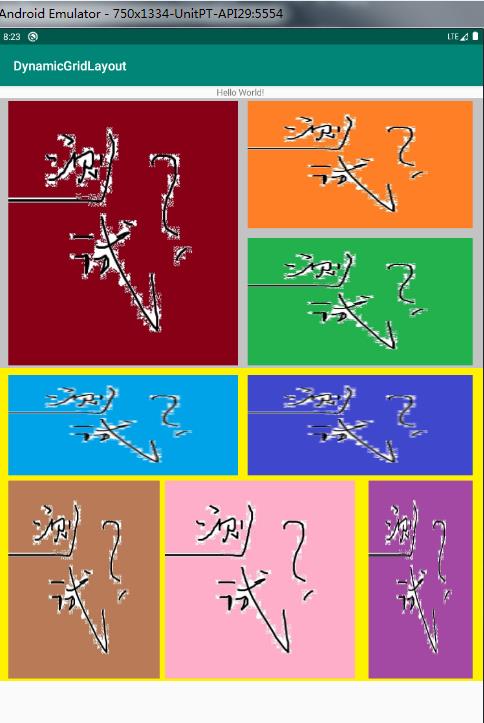 Android Emulator - 750x1334-UnitPT-API29:5554
8:23
LTE
DynamicGridLayout
Hello World!
测
试
?
测
试
?
测
试
?
测
试
?
测
试
?
测
试
?
测
试
?
测
试
?